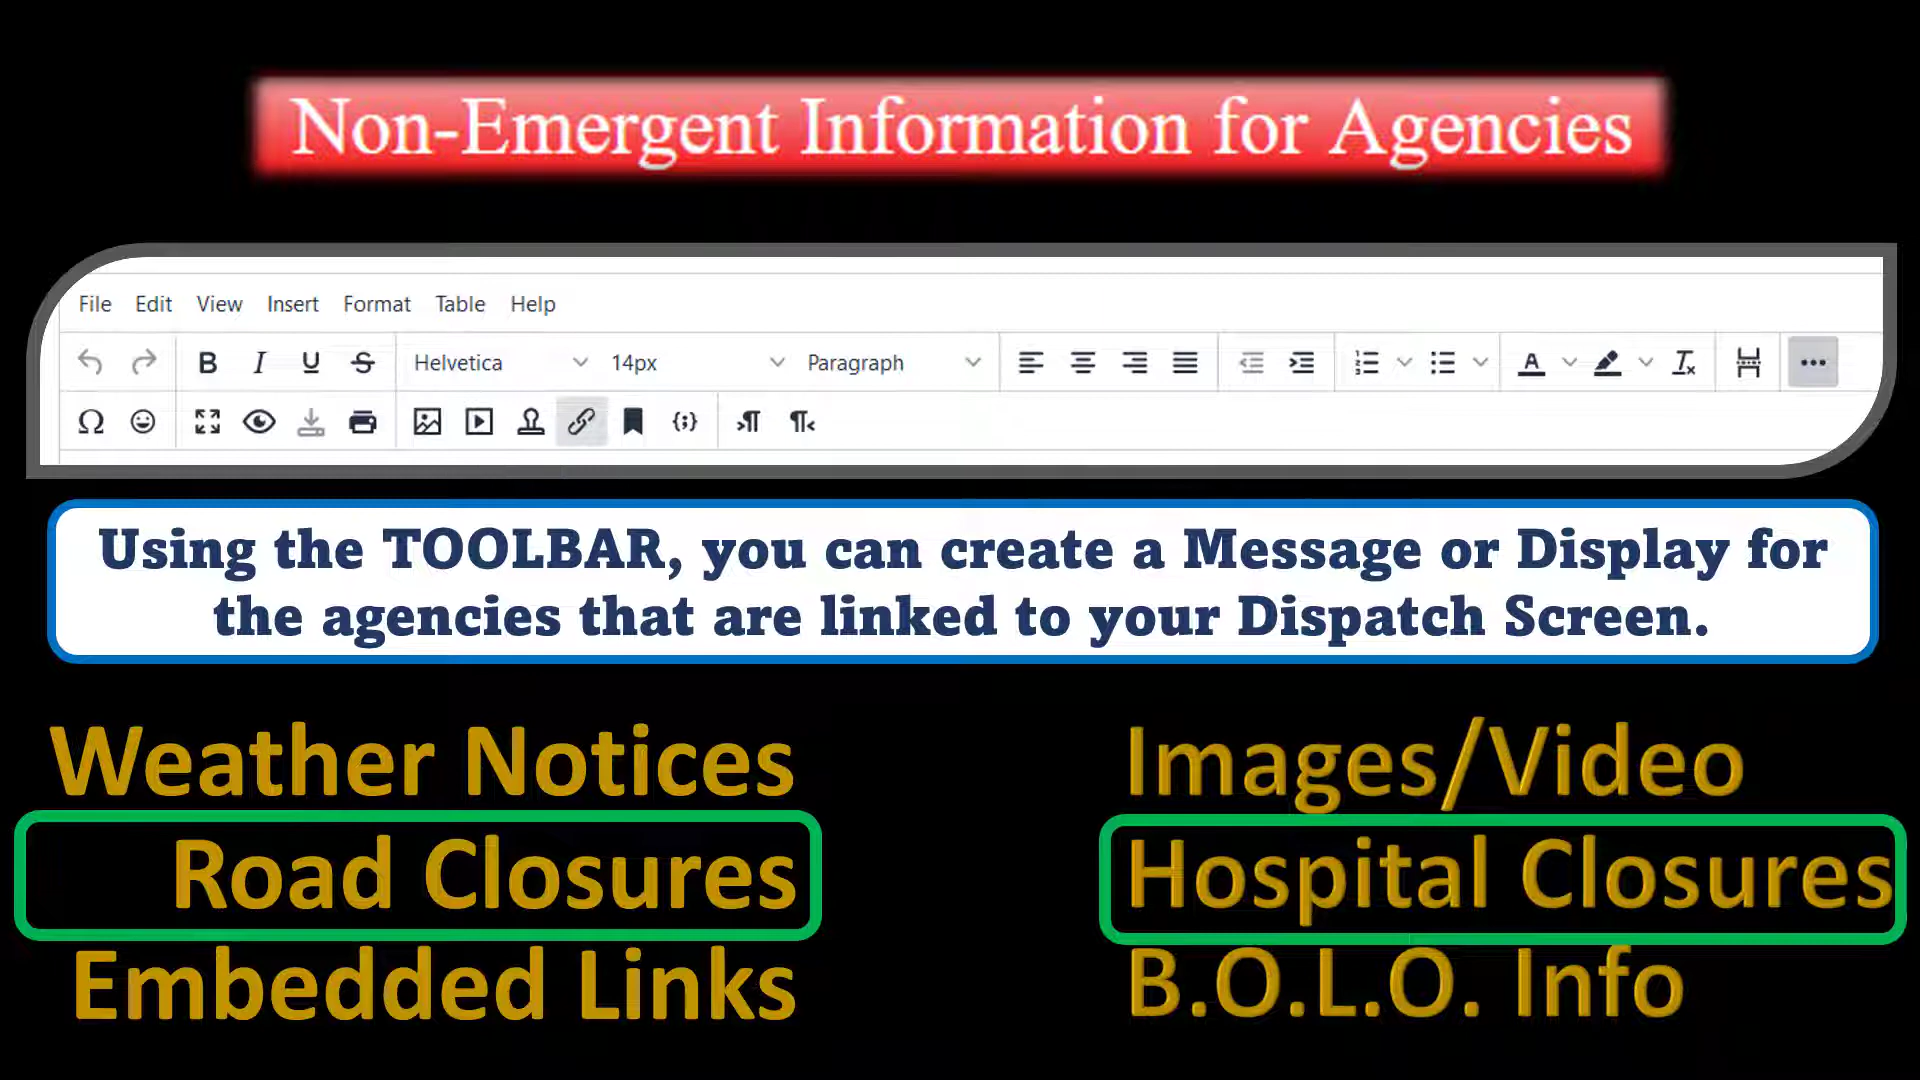 Non-Emergent Information for Agencies
File Edit View Insert Format Table Help
B I U S Helvetica 14px Paragraph
Using the TOOLBAR, you can create a Message or Display for
the agencies that are linked to your Dispatch Screen.
Weather Notices
Road Closures
Embedded Links
Images/Video
Hospital Closures
B.O.L.O. Info